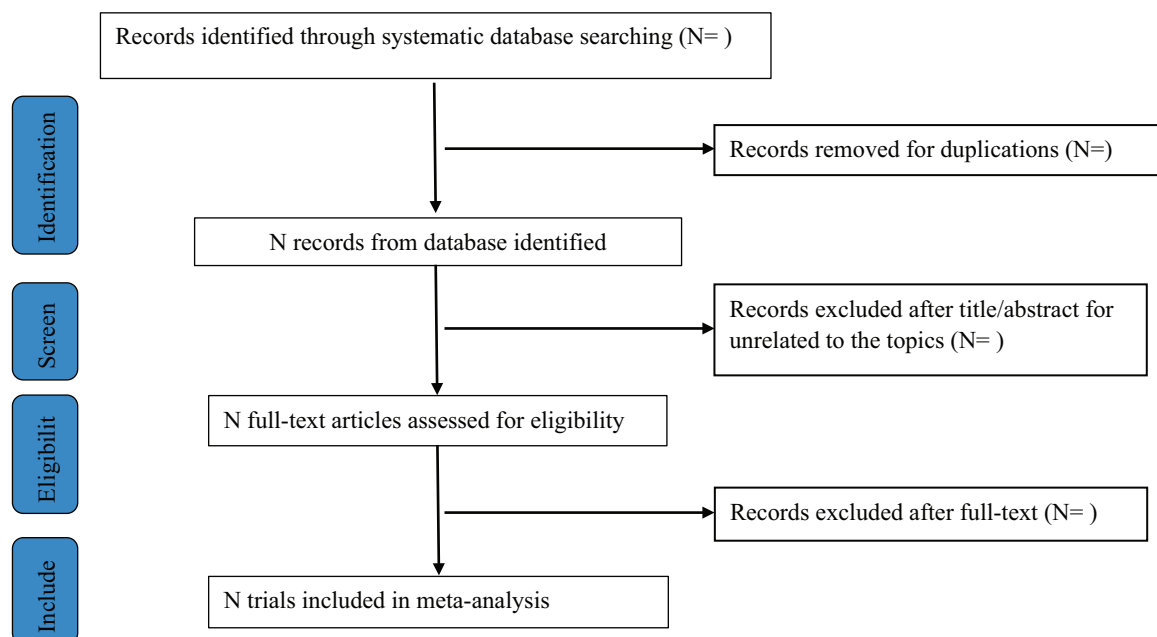 Records identified through systematic database searching (N= )
Identification
Records removed for duplications (N=)
N records from database identified
Screen
Records excluded after title/abstract for
unrelated to the topics (N= )
N full-text articles assessed for eligibility
Eligibilit
Records excluded after full-text (N= )
Include
N trials included in meta-analysis